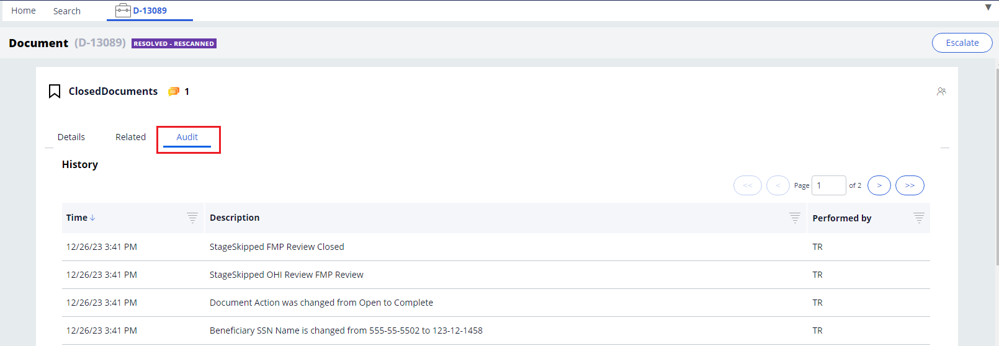 Home Search D-13089 ▼
Document (D-13089) RESOLVED - RESCANNED Escalate
ClosedDocuments 1
Details Related Audit
History
<< < Page 1 of 2 > >>
Time ↓ Description Performed by
12/26/23 3:41 PM StageSkipped FMP Review Closed TR
12/26/23 3:41 PM StageSkipped OHI Review FMP Review TR
12/26/23 3:41 PM Document Action was changed from Open to Complete TR
12/26/23 3:41 PM Beneficiary SSN Name is changed from 555-55-5502 to 123-12-1458 TR